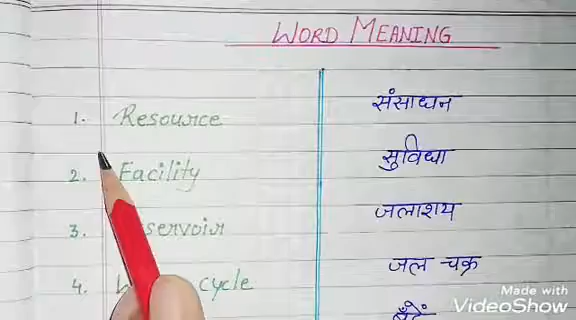 WORD MEANING
1. Resource संसाधन
2. Facility सुविधा
3. servoir जलाशय
4. W cycle जल चक्र
बूँदें
Made with
VideoShow